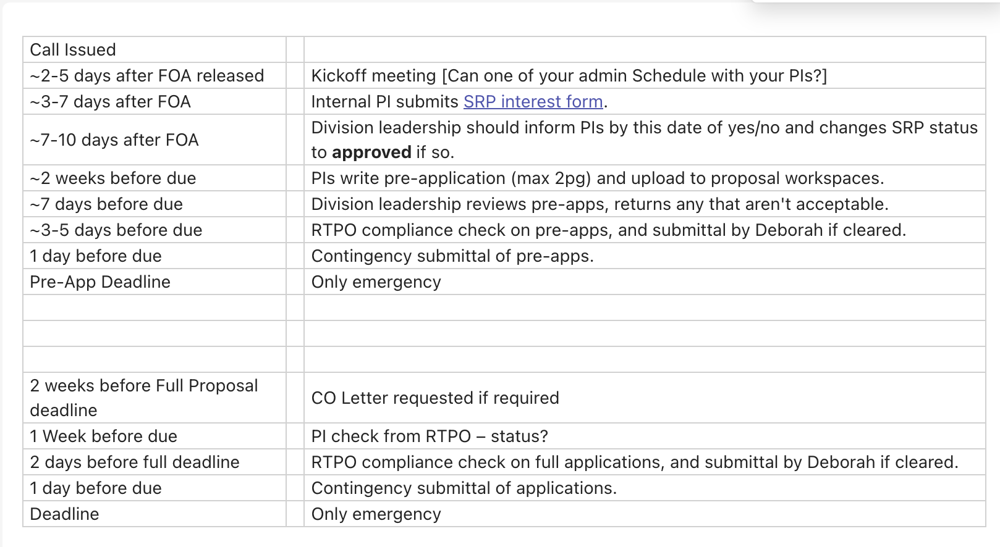 Call Issued
~2-5 days after FOA released
Kickoff meeting [Can one of your admin Schedule with your PIs?]
~3-7 days after FOA
Internal PI submits SRP interest form.
~7-10 days after FOA
Division leadership should inform PIs by this date of yes/no and changes SRP status
to approved if so.
~2 weeks before due
PIs write pre-application (max 2pg) and upload to proposal workspaces.
~7 days before due
Division leadership reviews pre-apps, returns any that aren't acceptable.
~3-5 days before due
RTPO compliance check on pre-apps, and submittal by Deborah if cleared.
1 day before due
Contingency submittal of pre-apps.
Pre-App Deadline
Only emergency
2 weeks before Full Proposal
deadline
CO Letter requested if required
1 Week before due
PI check from RTPO – status?
2 days before full deadline
RTPO compliance check on full applications, and submittal by Deborah if cleared.
1 day before due
Contingency submittal of applications.
Deadline
Only emergency